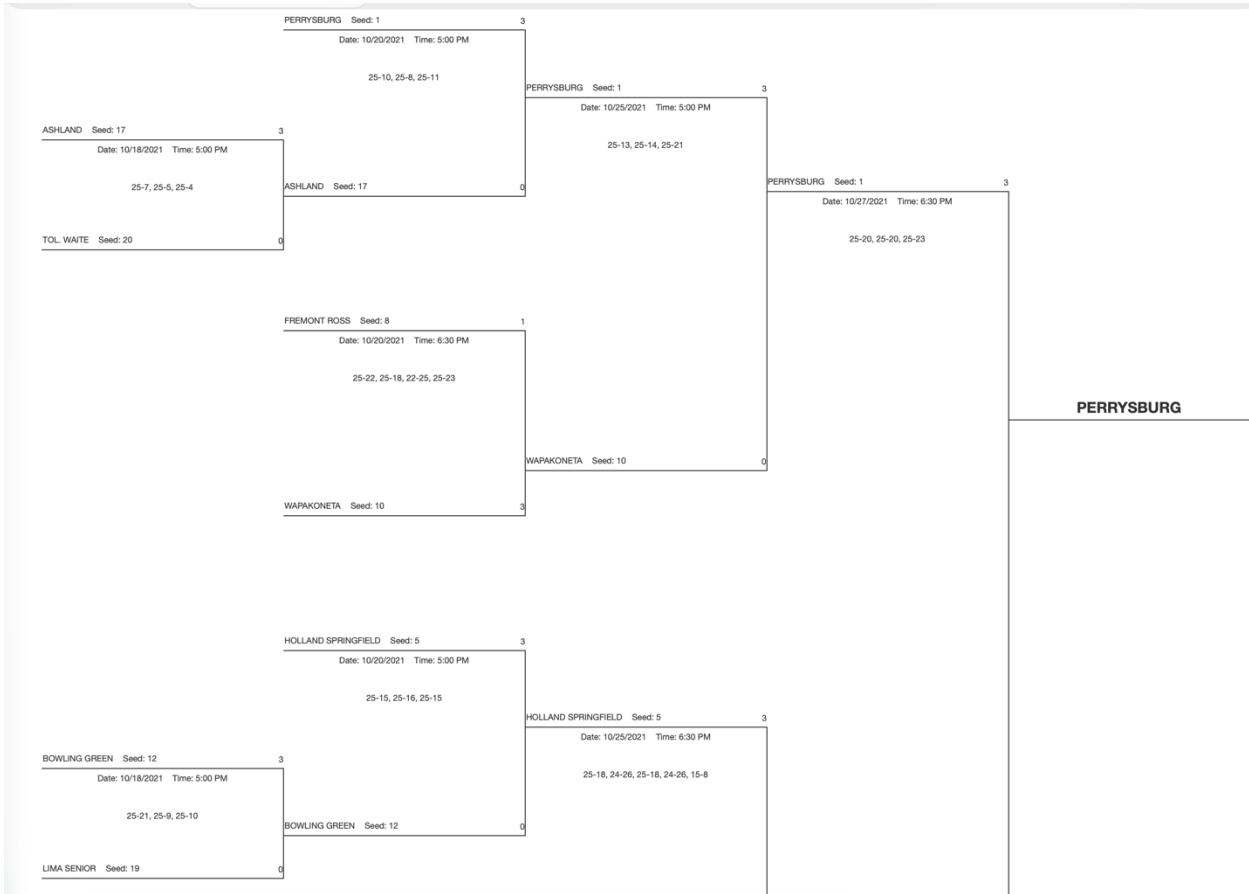 PERRYSBURG Seed: 1 3
Date: 10/20/2021 Time: 5:00 PM
25-10, 25-8, 25-11
PERRYSBURG Seed: 1 3
Date: 10/25/2021 Time: 5:00 PM
25-13, 25-14, 25-21
ASHLAND Seed: 17 3
Date: 10/18/2021 Time: 5:00 PM
25-7, 25-5, 25-4
ASHLAND Seed: 17 0
TOL. WAITE Seed: 20 0
PERRYSBURG Seed: 1 3
Date: 10/27/2021 Time: 6:30 PM
25-20, 25-20, 25-23
FREMONT ROSS Seed: 8 1
Date: 10/20/2021 Time: 6:30 PM
25-22, 25-18, 22-25, 25-23
PERRYSBURG
WAPAKONETA Seed: 10 0
WAPAKONETA Seed: 10 3
HOLLAND SPRINGFIELD Seed: 5 3
Date: 10/20/2021 Time: 5:00 PM
25-15, 25-16, 25-15
HOLLAND SPRINGFIELD Seed: 5 3
Date: 10/25/2021 Time: 6:30 PM
25-18, 24-26, 25-18, 24-26, 15-8
BOWLING GREEN Seed: 12 3
Date: 10/18/2021 Time: 5:00 PM
25-21, 25-9, 25-10
BOWLING GREEN Seed: 12 0
LIMA SENIOR Seed: 19 0